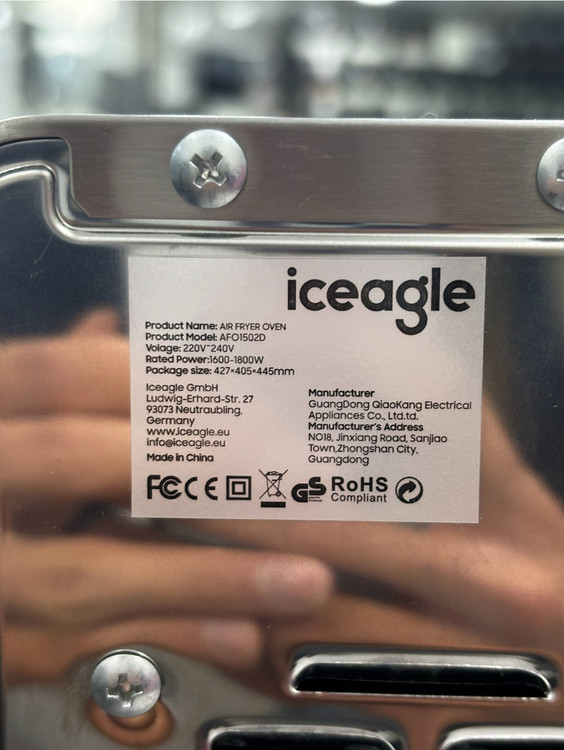 iceagle
Product Name: AIR FRYER OVEN
Product Model: AFO1502D
Volage: 220V~240V
Rated Power:1600-1800W
Package size: 427×405×445mm
Iceagle GmbH
Ludwig-Erhard-Str. 27
93073 Neutraubling,
Germany
www.iceagle.eu
info@iceagle.eu
Made in China
Manufacturer
GuangDong QiaoKang Electrical
Appliances Co., Ltd.td.
Manufacturer's Address
NO18, Jinxiang Road, Sanjiao
Town,Zhongshan City,
Guangdong
FC CE GS RoHS
Compliant